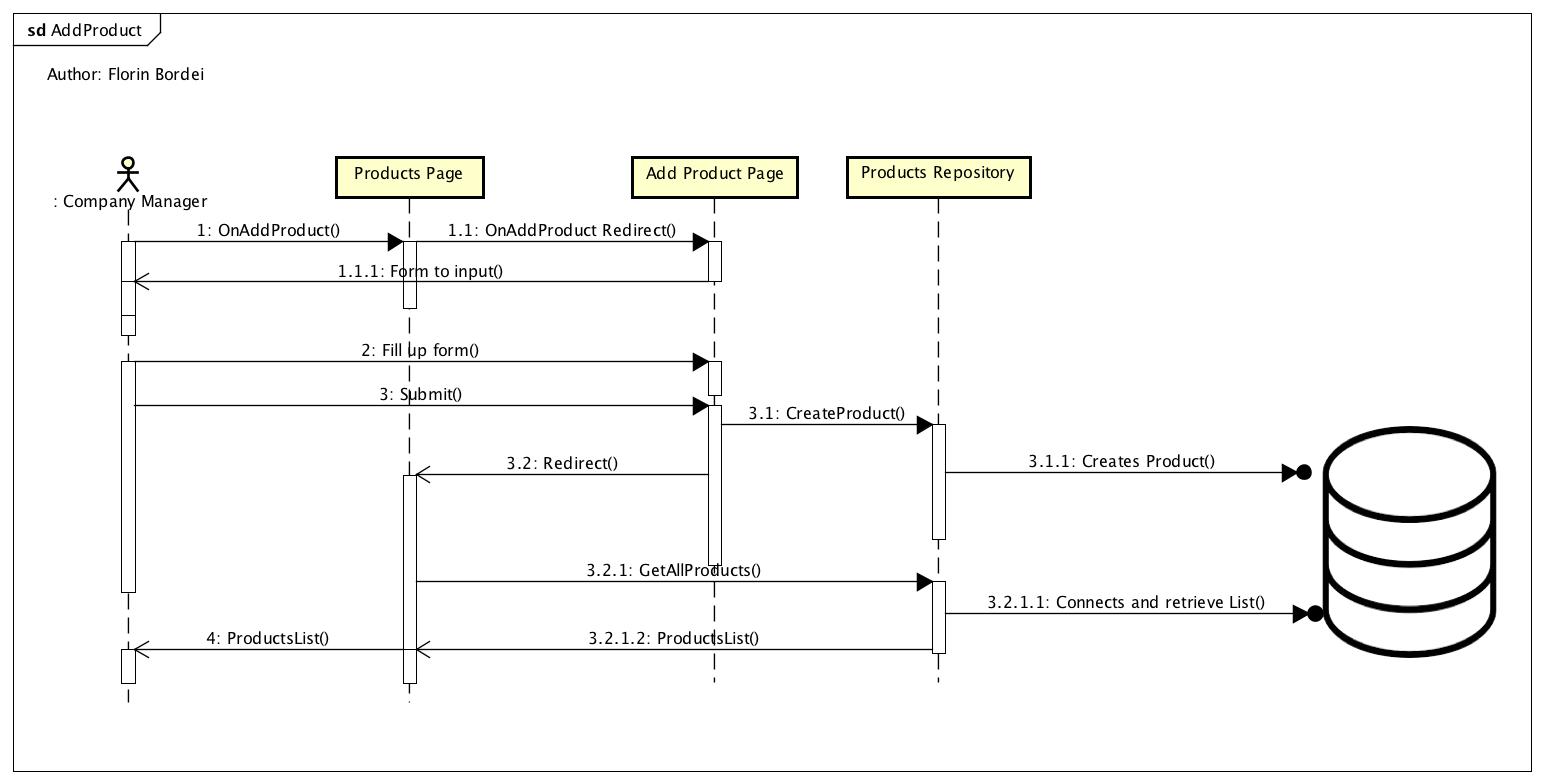 sd AddProduct
Author: Florin Bordei
: Company Manager
Products Page
Add Product Page
Products Repository
1: OnAddProduct()
1.1: OnAddProduct Redirect()
1.1.1: Form to input()
2: Fill up form()
3: Submit()
3.1: CreateProduct()
3.2: Redirect()
3.1.1: Creates Product()
3.2.1: GetAllProducts()
3.2.1.1: Connects and retrieve List()
4: ProductsList()
3.2.1.2: ProductsList()